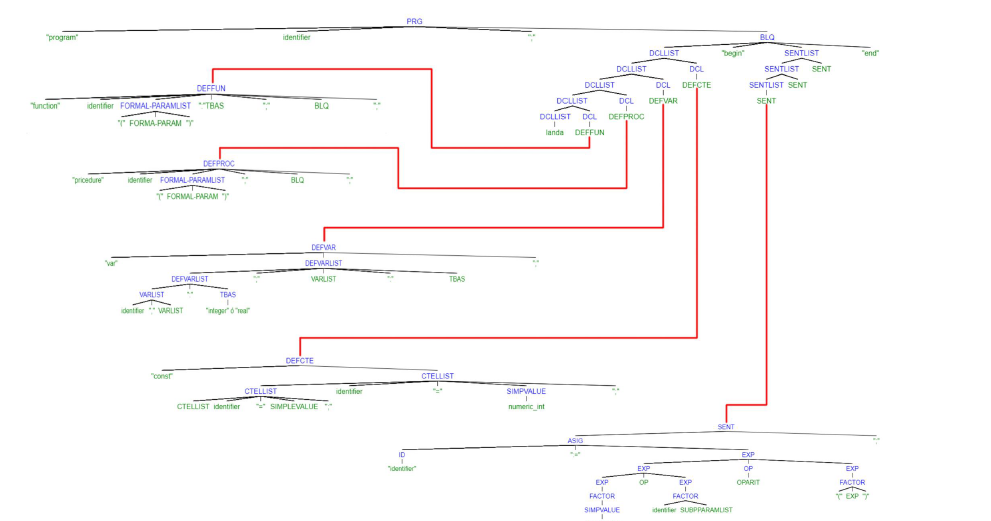 PRG
"program" identifier ";" BLQ
DCLLIST "begin" SENTLIST "end"
DCLLIST DCL SENTLIST SENT
DCLLIST DCL DEFCTE SENTLIST SENT
DCLLIST DCL DEFVAR SENT
DCLLIST DCL DEFPROC
landa DEFFUN
DEFFUN
"function" identifier FORMAL-PARAMLIST ":"TBAS ";" BLQ ";"
"(" FORMA-PARAM ")"
DEFPROC
"pricedure" identifier FORMAL-PARAMLIST ";" BLQ ";"
"(" FORMAL-PARAM ")"
DEFVAR
"var" DEFVARLIST ";"
DEFVARLIST ";" VARLIST ":" TBAS
VARLIST ":" TBAS
identifier "," VARLIST "integer" ó "real"
DEFCTE
"const" CTELLIST
CTELLIST identifier "=" SIMPVALUE ";"
CTELLIST identifier "=" SIMPLEVALUE ";" numeric_int
SENT
ASIG ";"
ID ":=" EXP
"identifier" EXP OP EXP
EXP OP EXP OPARIT FACTOR
FACTOR FACTOR "(" EXP ")"
SIMPVALUE identifier SUBPPARAMLIST